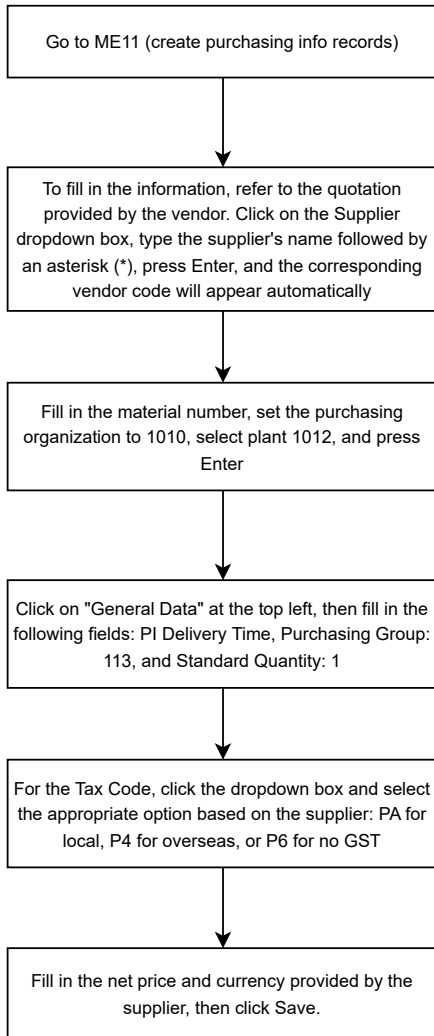 Go to ME11 (create purchasing info records)
To fill in the information, refer to the quotation
provided by the vendor. Click on the Supplier
dropdown box, type the supplier's name followed by
an asterisk (*), press Enter, and the corresponding
vendor code will appear automatically
Fill in the material number, set the purchasing
organization to 1010, select plant 1012, and press
Enter
Click on "General Data" at the top left, then fill in the
following fields: PI Delivery Time, Purchasing Group:
113, and Standard Quantity: 1
For the Tax Code, click the dropdown box and select
the appropriate option based on the supplier: PA for
local, P4 for overseas, or P6 for no GST
Fill in the net price and currency provided by the
supplier, then click Save.